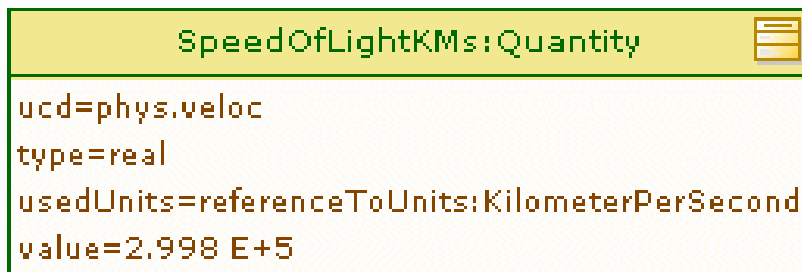 SpeedOfLightKMs:Quantity
ucd=phys.veloc
type=real
usedUnits=referenceToUnits:KilometerPerSecond
value=2.998 E+5